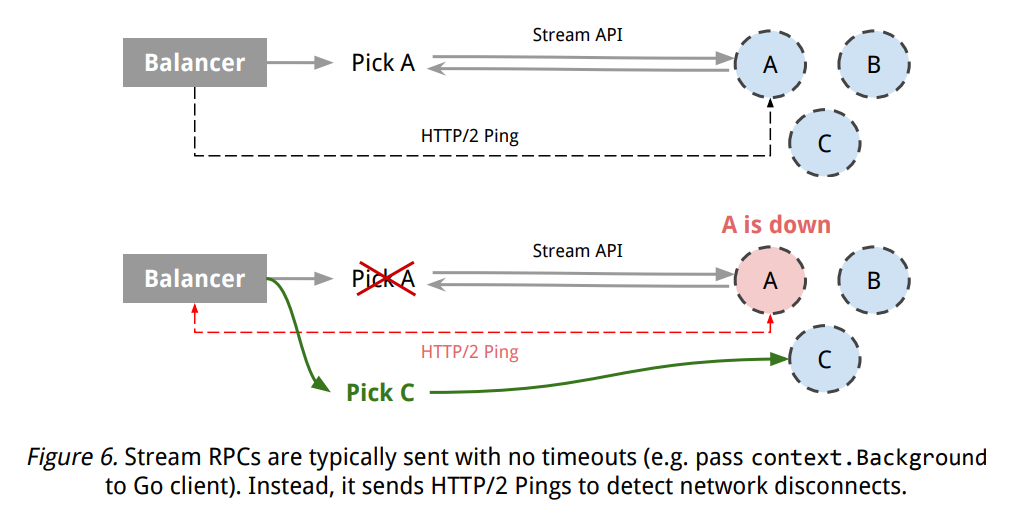 Stream API
Balancer
Pick A
A
B
HTTP/2 Ping
C
A is down
Stream API
Balancer
Pick A
A
B
HTTP/2 Ping
C
Pick C
Figure 6. Stream RPCs are typically sent with no timeouts (e.g. pass context.Background
to Go client). Instead, it sends HTTP/2 Pings to detect network disconnects.